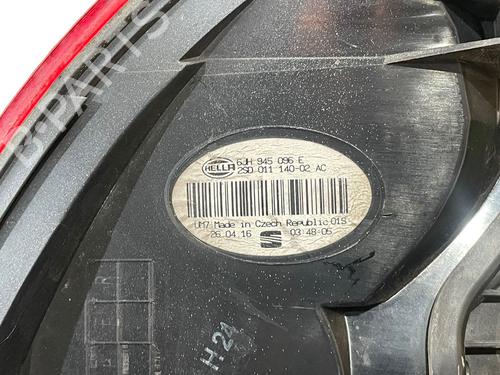 B-PARTS
HELLA
6JH 945 096 E
2SD 011 140-02 AC
UM7 Made in Czech Republic 01S
26.04.16 03:48:05
H 24